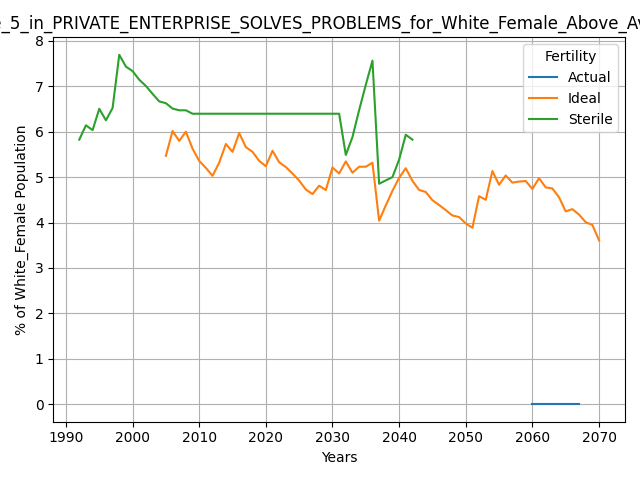 _5_in_PRIVATE_ENTERPRISE_SOLVES_PROBLEMS_for_White_Female_Above_A
Fertility
Actual
Ideal
Sterile
% of White_Female Population
8
7
6
5
4
3
2
1
0
1990 2000 2010 2020 2030 2040 2050 2060 2070
Years